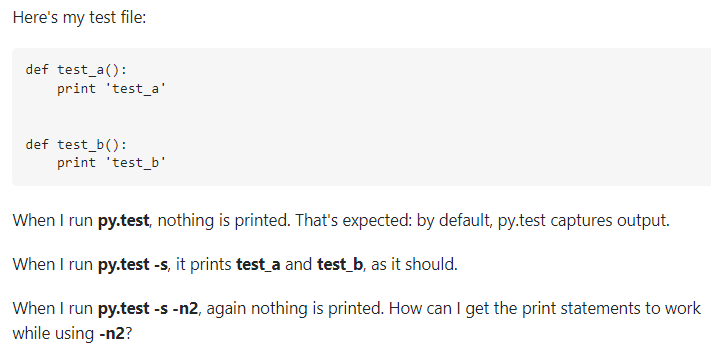 Here's my test file:
def test_a():
    print 'test_a'
def test_b():
    print 'test_b'
When I run py.test, nothing is printed. That's expected: by default, py.test captures output.
When I run py.test -s, it prints test_a and test_b, as it should.
When I run py.test -s -n2, again nothing is printed. How can I get the print statements to work
while using -n2?